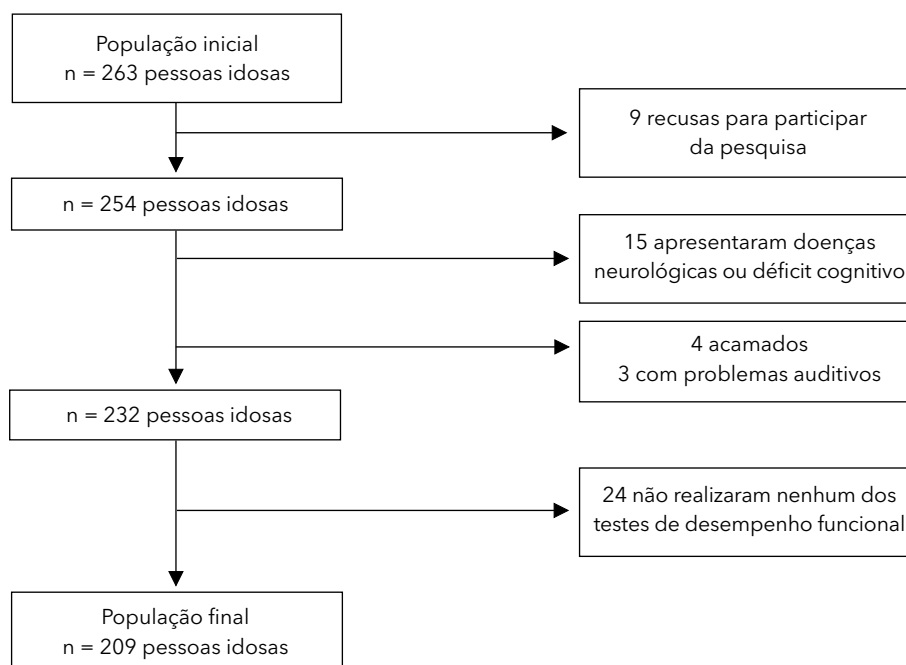 População inicial
n = 263 pessoas idosas
9 recusas para participar
da pesquisa
n = 254 pessoas idosas
15 apresentaram doenças
neurológicas ou déficit cognitivo
4 acamados
3 com problemas auditivos
n = 232 pessoas idosas
24 não realizaram nenhum dos
testes de desempenho funcional
População final
n = 209 pessoas idosas